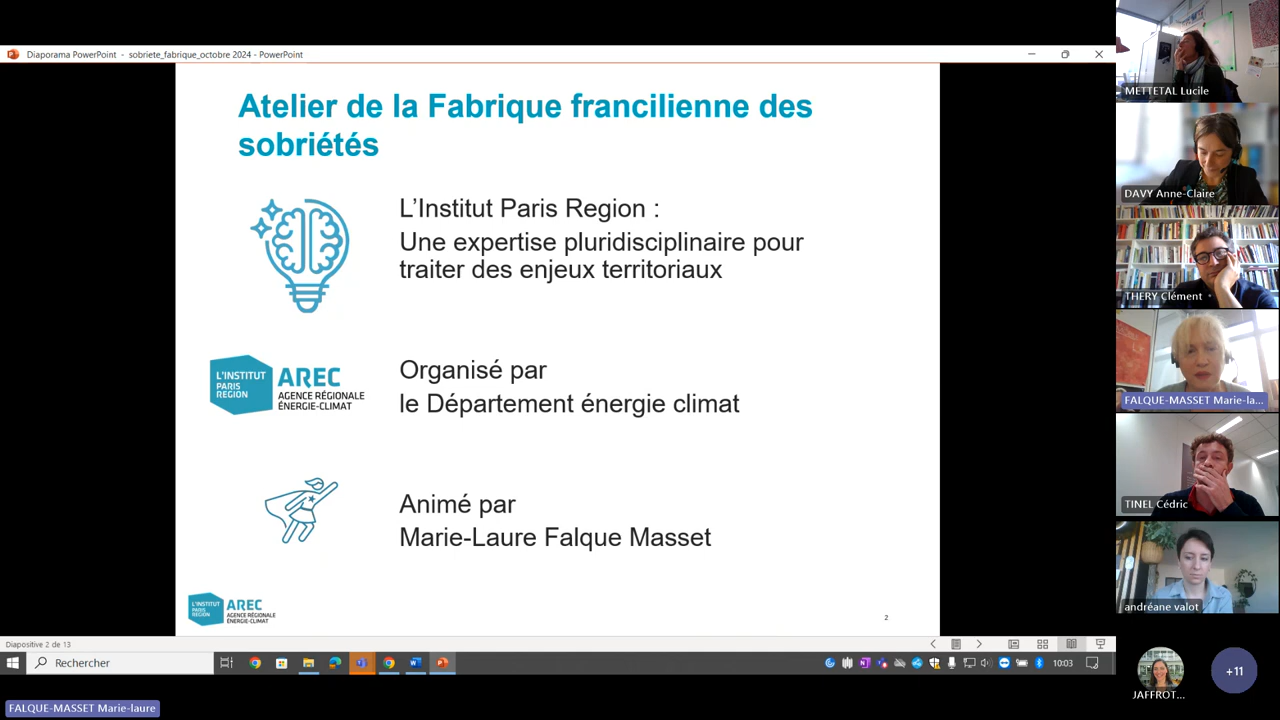 Diaporama PowerPoint - sobriete_fabrique_octobre 2024 - PowerPoint
Atelier de la Fabrique francilienne des
sobriétés
L'Institut Paris Region :
Une expertise pluridisciplinaire pour
traiter des enjeux territoriaux
L'INSTITUT
PARIS
REGION
AREC
AGENCE RÉGIONALE
ÉNERGIE-CLIMAT
Organisé par
le Département énergie climat
Animé par
Marie-Laure Falque Masset
L'INSTITUT
PARIS
REGION
AREC
AGENCE RÉGIONALE
ÉNERGIE-CLIMAT
2
Diapositive 2 de 13
Rechercher
10:03
FALQUE-MASSET Marie-laure
METTETAL Lucile
DAVY Anne-Claire
THERY Clément
FALQUE-MASSET Marie-la...
TINEL Cédric
andréane valot
JAFFROT...
+11